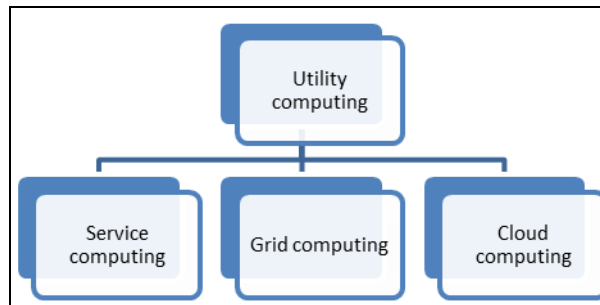 Utility
computing
Service
computing
Grid computing
Cloud
computing